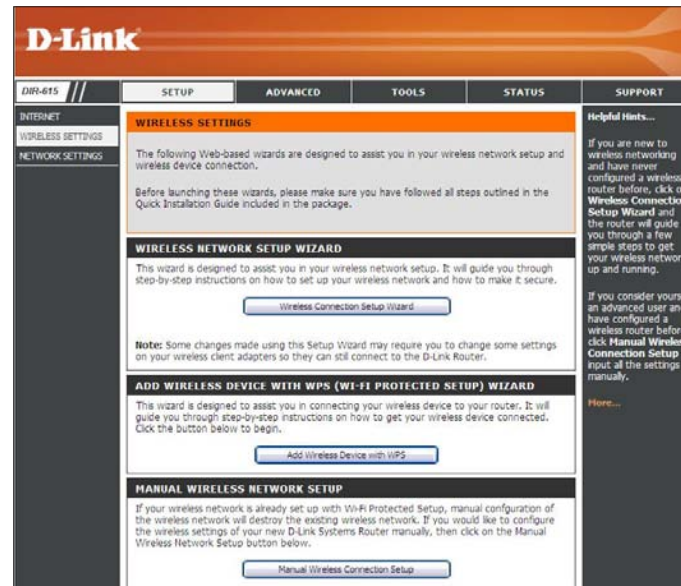 D-Link
DIR-615
SETUP
ADVANCED
TOOLS
STATUS
SUPPORT
INTERNET
WIRELESS SETTINGS
NETWORK SETTINGS
WIRELESS SETTINGS
The following Web-based wizards are designed to assist you in your wireless network setup and
wireless device connection.
Before launching these wizards, please make sure you have followed all steps outlined in the
Quick Installation Guide included in the package.
WIRELESS NETWORK SETUP WIZARD
This wizard is designed to assist you in your wireless network setup. It will guide you through
step-by-step instructions on how to set up your wireless network and how to make it secure.
Wireless Connection Setup Wizard
Note: Some changes made using this Setup Wizard may require you to change some settings
on your wireless client adapters so they can still connect to the D-Link Router.
ADD WIRELESS DEVICE WITH WPS (WI-FI PROTECTED SETUP) WIZARD
This wizard is designed to assist you in connecting your wireless device to your router. It will
guide you through step-by-step instructions on how to get your wireless device connected.
Click the button below to begin.
Add Wireless Device with WPS
MANUAL WIRELESS NETWORK SETUP
If your wireless network is already set up with Wi-Fi Protected Setup, manual confguration of
the wireless network will destroy the existing wireless network. If you would like to configure
the wireless settings of your new D-Link Systems Router manually, then click on the Manual
Wireless Network Setup button below.
Manual Wireless Connection Setup
Helpful Hints...
If you are new to
wireless networking
and have never
configured a wireless
router before, click o
Wireless Connectio
Setup Wizard and
the router will guide
you through a few
simple steps to get
your wireless networ
up and running.
If you consider yours
an advanced user an
have configured a
wireless router befor
click Manual Wireles
Connection Setup
input all the settings
manually.
More...